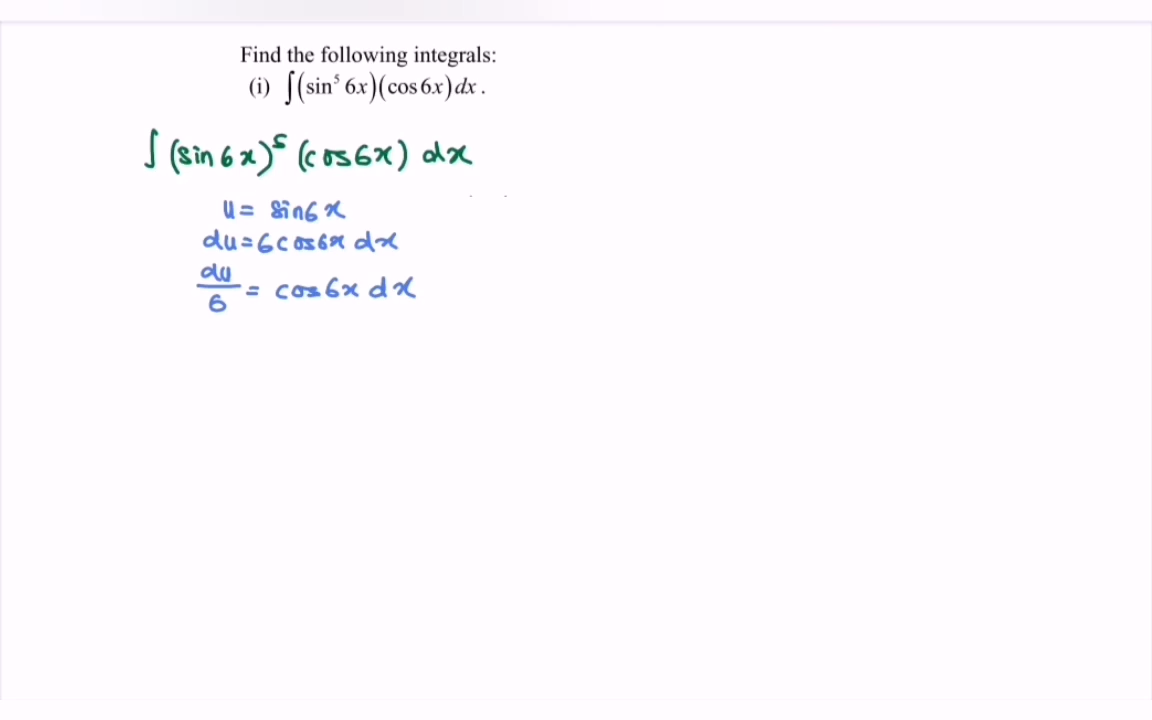 Find the following integrals:
(i) ∫(sin⁵ 6x)(cos 6x)dx .
∫ (sin 6x)⁵ (cos6x) dx
u = sin6x
du = 6cos6x dx
du/6 = cos6x dx